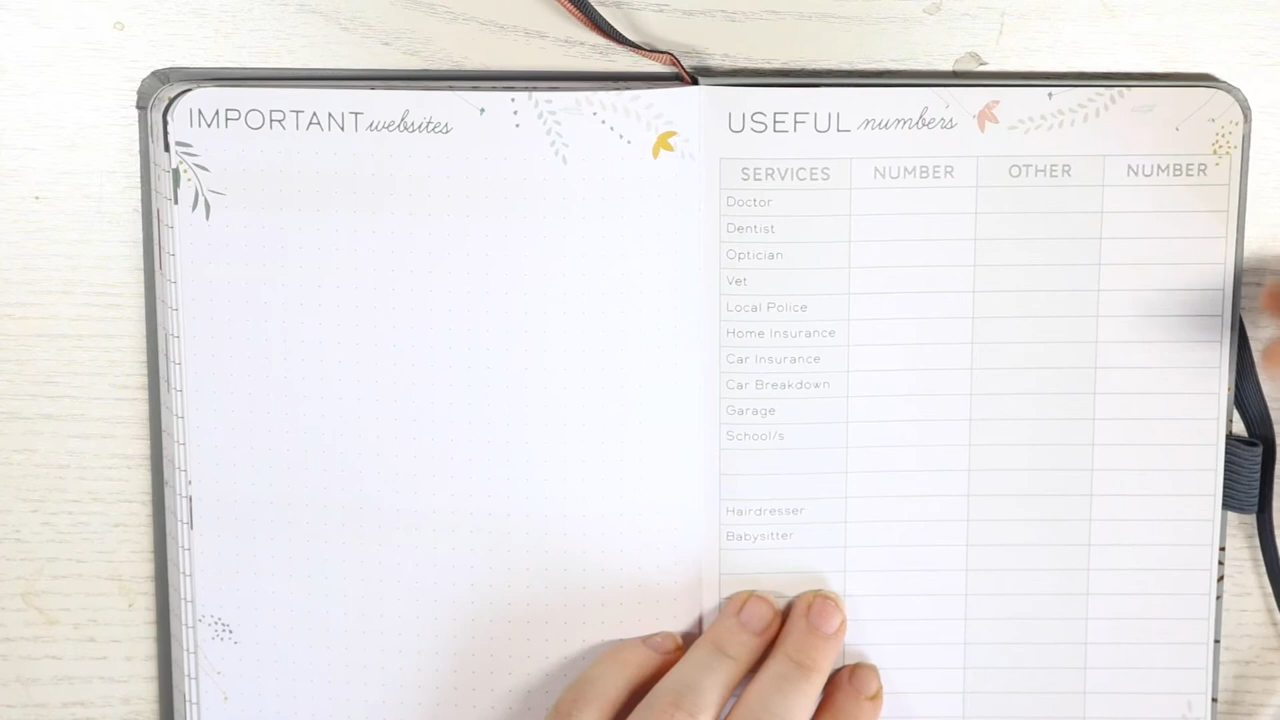 IMPORTANT websites
USEFUL numbers
SERVICES NUMBER OTHER NUMBER
Doctor
Dentist
Optician
Vet
Local Police
Home Insurance
Car Insurance
Car Breakdown
Garage
School/s
Hairdresser
Babysitter